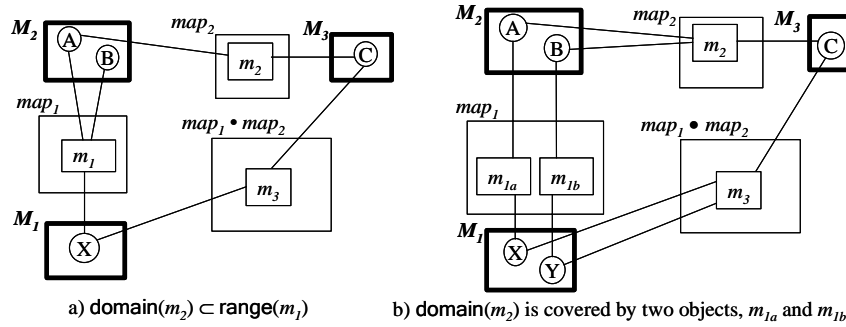 M₂ A B map₂ m₂ M₃ C
map₁ m₁
map₁ • map₂ m₃
M₁ X
a) domain(m₂) ⊂ range(m₁)
M₂ A B map₂ m₂ M₃ C
map₁ m₁ₐ m₁b
map₁ • map₂ m₃
M₁ X Y
b) domain(m₂) is covered by two objects, m₁ₐ and m₁b